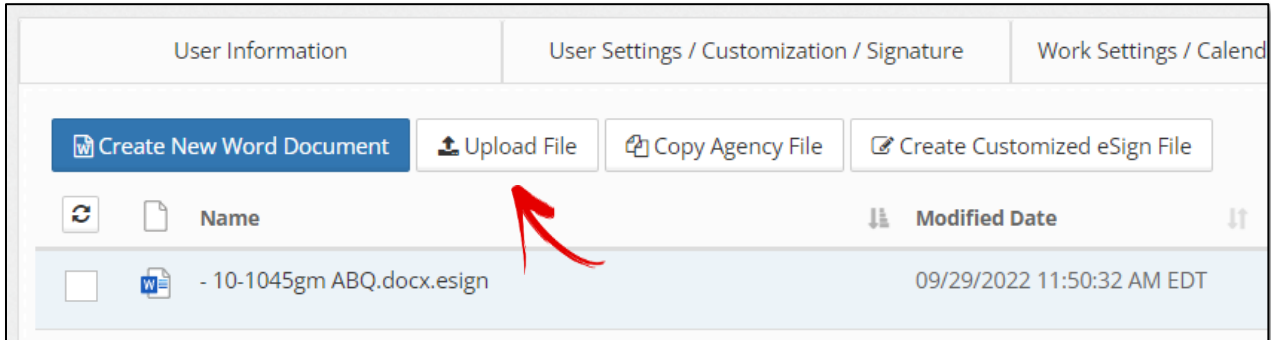 User Information User Settings / Customization / Signature Work Settings / Calend
Create New Word Document Upload File Copy Agency File Create Customized eSign File
Name Modified Date
- 10-1045gm ABQ.docx.esign 09/29/2022 11:50:32 AM EDT